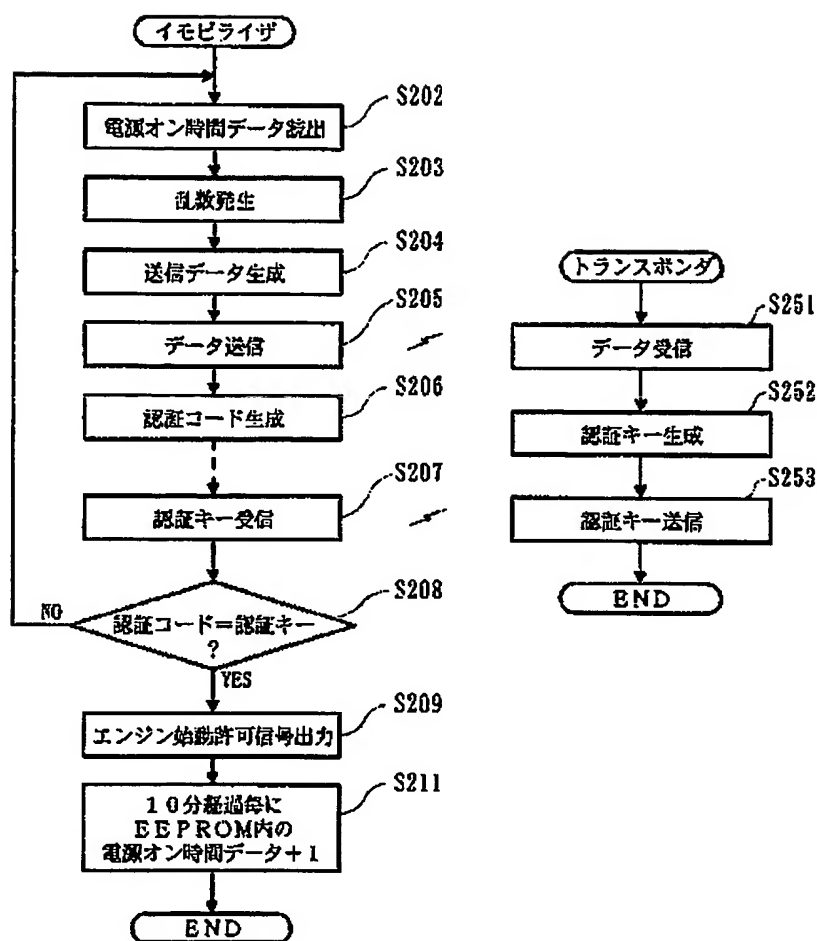 イモビライザ
S202
電源オン時間データ読出
S203
乱数発生
S204
送信データ生成
S205
データ送信
S206
認証コード生成
S207
認証キー受信
S208
認証コード＝認証キー
?
NO
YES
S209
エンジン始動許可信号出力
S211
10分経過毎に
EEPROM内の
電源オン時間データ＋1
END
トランスポンダ
S251
データ受信
S252
認証キー生成
S253
認証キー送信
END